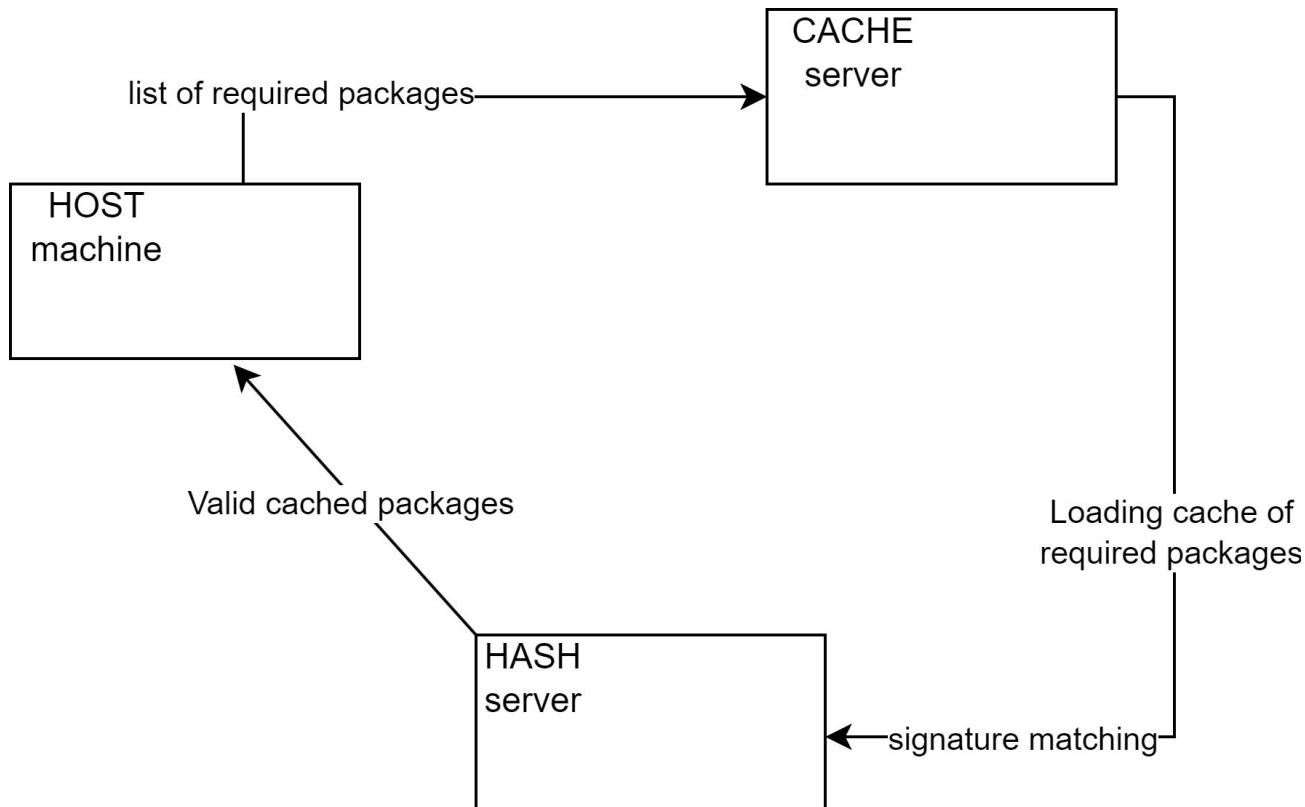 CACHE
server
list of required packages
HOST
machine
Valid cached packages
Loading cache of
required packages
HASH
server
signature matching